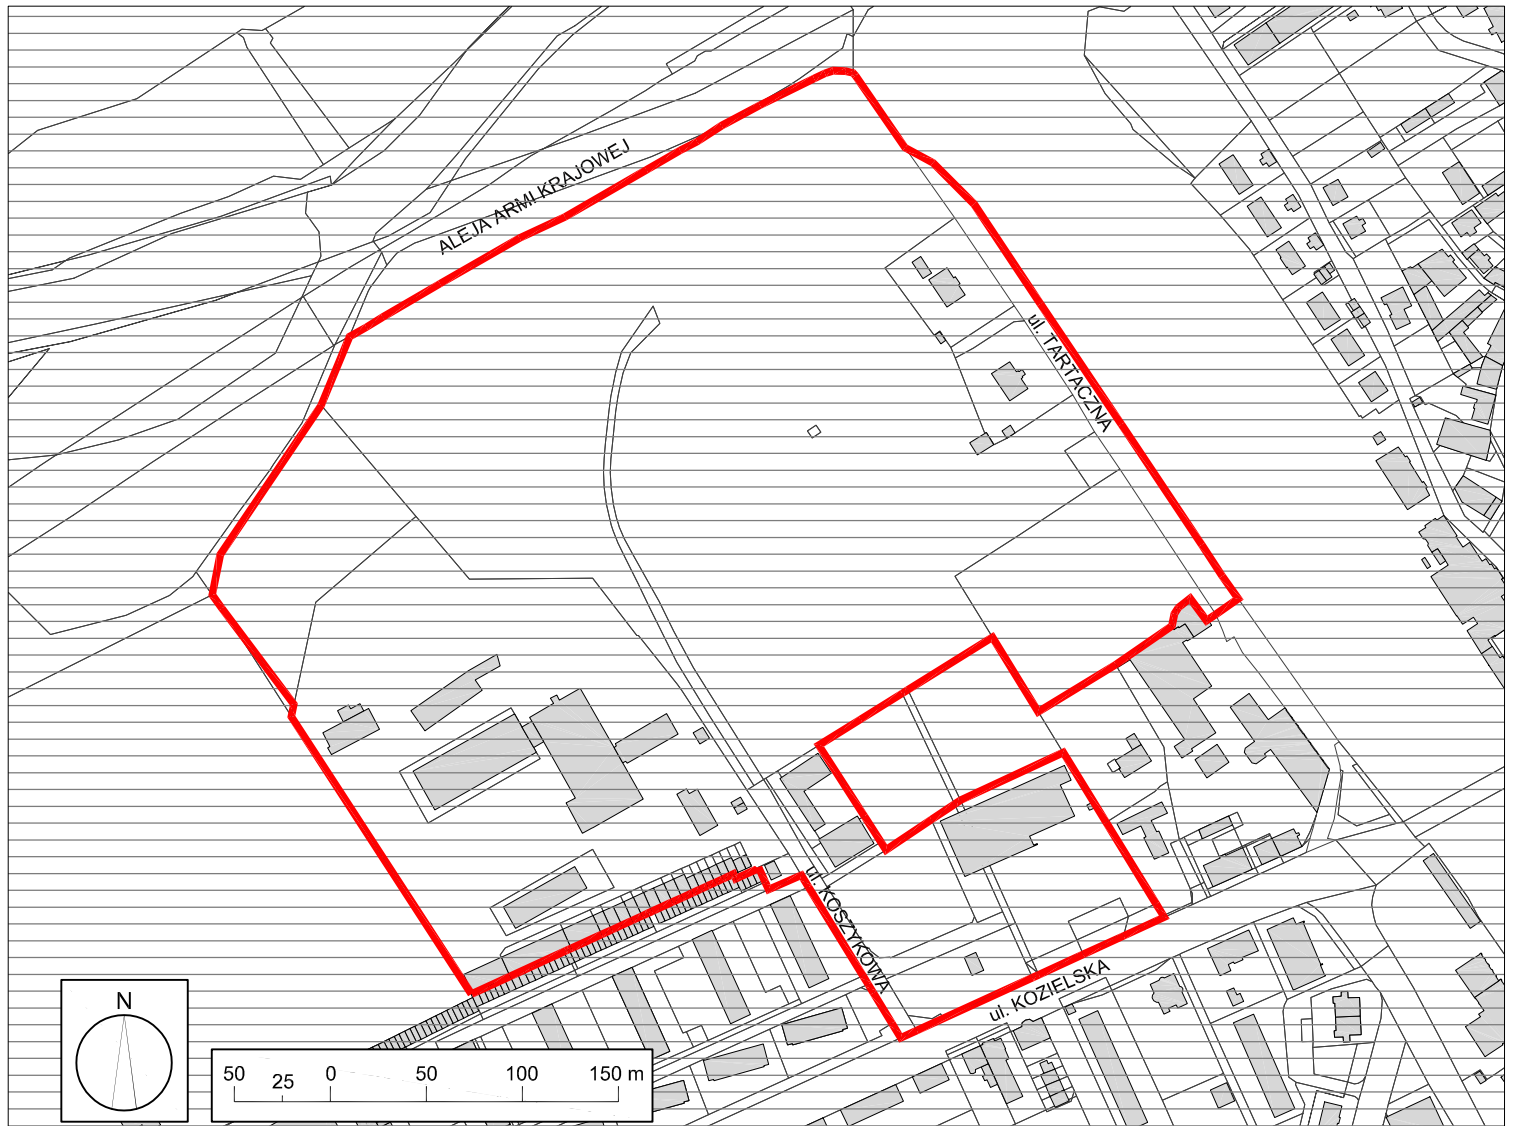 ALEJA ARMI KRAJOWEJ
ul. TARTACZNA
ul. KOSZYKOWA
ul. KOZIELSKA
N
50 25 0 50 100 150 m